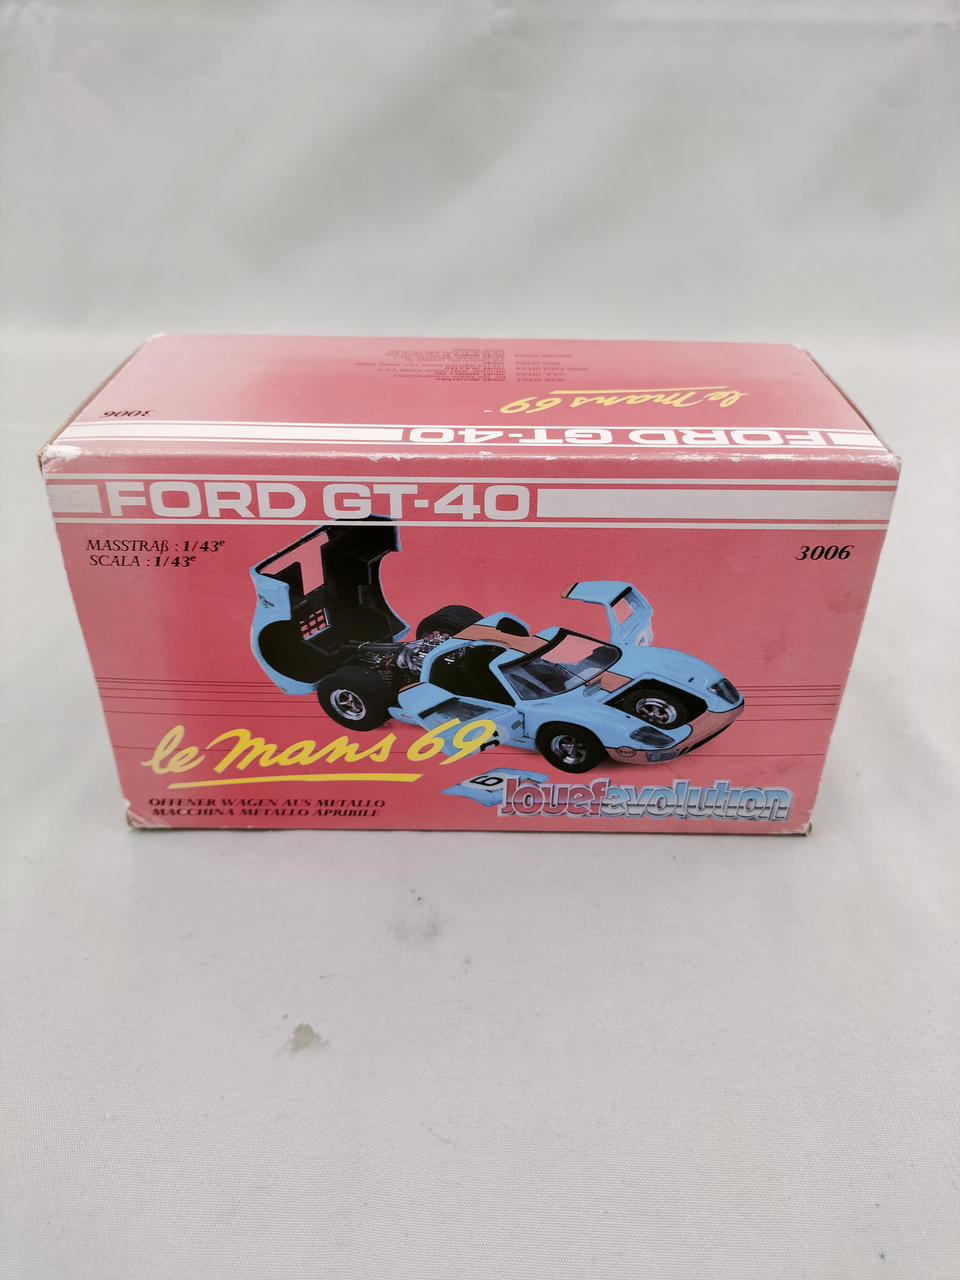 3006
le mans 69
FORD GT-40
FORD GT-40
MASSTRAß : 1/43e
SCALA : 1/43e
3006
le mans 69
6
OFFENER WAGEN AUS METALLO
MACCHINA METALLO APRIBILE
Jouefevolution